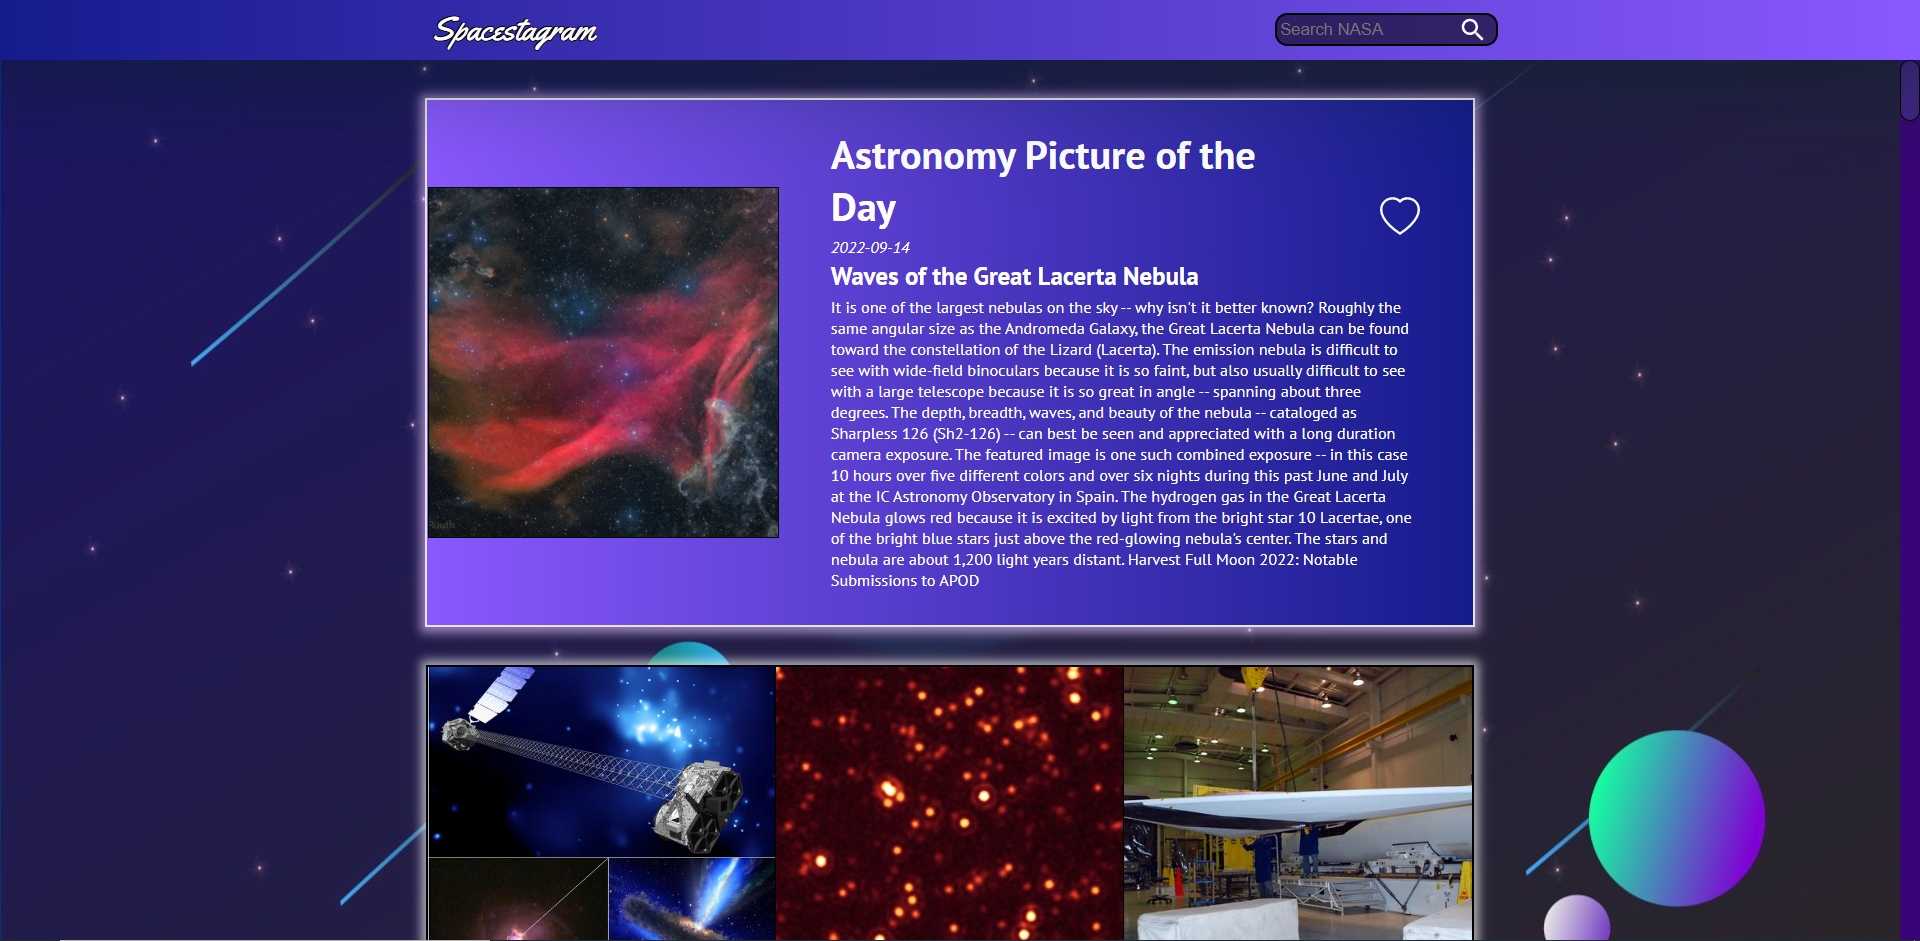 Spacestagram
Search NASA
Astronomy Picture of the
Day
2022-09-14
Waves of the Great Lacerta Nebula
It is one of the largest nebulas on the sky -- why isn't it better known? Roughly the
same angular size as the Andromeda Galaxy, the Great Lacerta Nebula can be found
toward the constellation of the Lizard (Lacerta). The emission nebula is difficult to
see with wide-field binoculars because it is so faint, but also usually difficult to see
with a large telescope because it is so great in angle -- spanning about three
degrees. The depth, breadth, waves, and beauty of the nebula -- cataloged as
Sharpless 126 (Sh2-126) -- can best be seen and appreciated with a long duration
camera exposure. The featured image is one such combined exposure -- in this case
10 hours over five different colors and over six nights during this past June and July
at the IC Astronomy Observatory in Spain. The hydrogen gas in the Great Lacerta
Nebula glows red because it is excited by light from the bright star 10 Lacertae, one
of the bright blue stars just above the red-glowing nebula's center. The stars and
nebula are about 1,200 light years distant. Harvest Full Moon 2022: Notable
Submissions to APOD